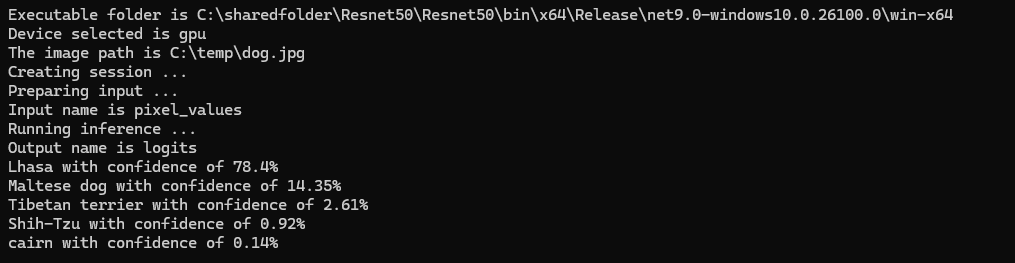 Executable folder is C:\sharedfolder\Resnet50\Resnet50\bin\x64\Release\net9.0-windows10.0.26100.0\win-x64
Device selected is gpu
The image path is C:\temp\dog.jpg
Creating session ...
Preparing input ...
Input name is pixel_values
Running inference ...
Output name is logits
Lhasa with confidence of 78.4%
Maltese dog with confidence of 14.35%
Tibetan terrier with confidence of 2.61%
Shih-Tzu with confidence of 0.92%
cairn with confidence of 0.14%